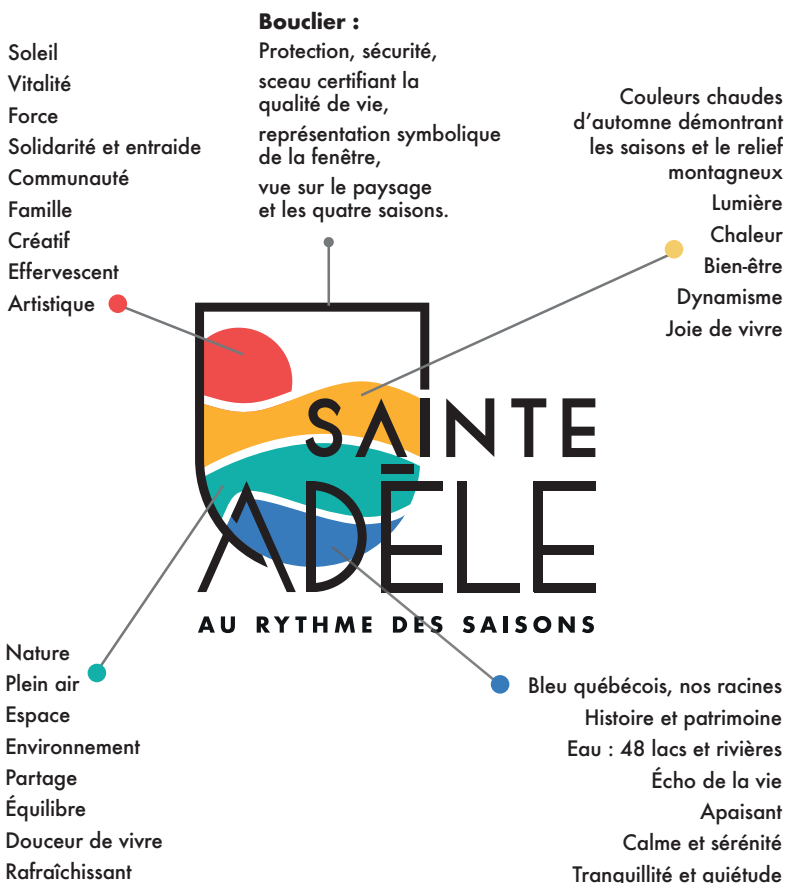 Bouclier :
Protection, sécurité,
sceau certifiant la
qualité de vie,
représentation symbolique
de la fenêtre,
vue sur le paysage
et les quatre saisons.
Soleil
Vitalité
Force
Solidarité et entraide
Communauté
Famille
Créatif
Effervescent
Artistique
Couleurs chaudes
d'automne démontrant
les saisons et le relief
montagneux
Lumière
Chaleur
Bien-être
Dynamisme
Joie de vivre
SAINTE
ADÈLE
AU RYTHME DES SAISONS
Nature
Plein air
Espace
Environnement
Partage
Équilibre
Douceur de vivre
Rafraîchissant
Bleu québécois, nos racines
Histoire et patrimoine
Eau : 48 lacs et rivières
Écho de la vie
Apaisant
Calme et sérénité
Tranquillité et quiétude